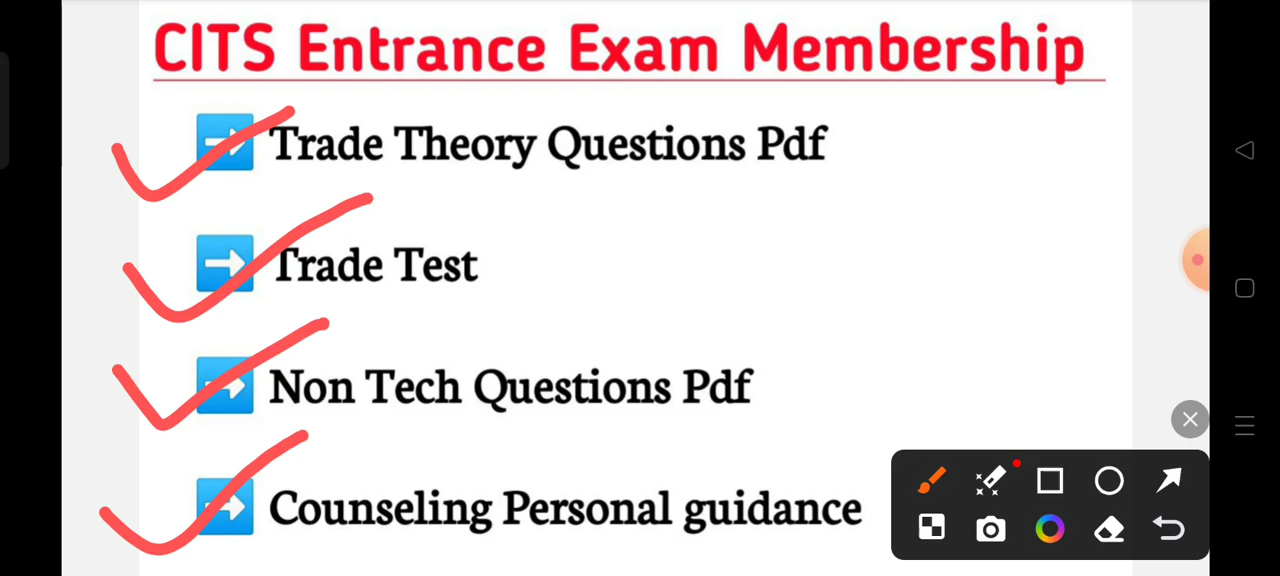 CITS Entrance Exam Membership
Trade Theory Questions Pdf
Trade Test
Non Tech Questions Pdf
Counseling Personal guidance